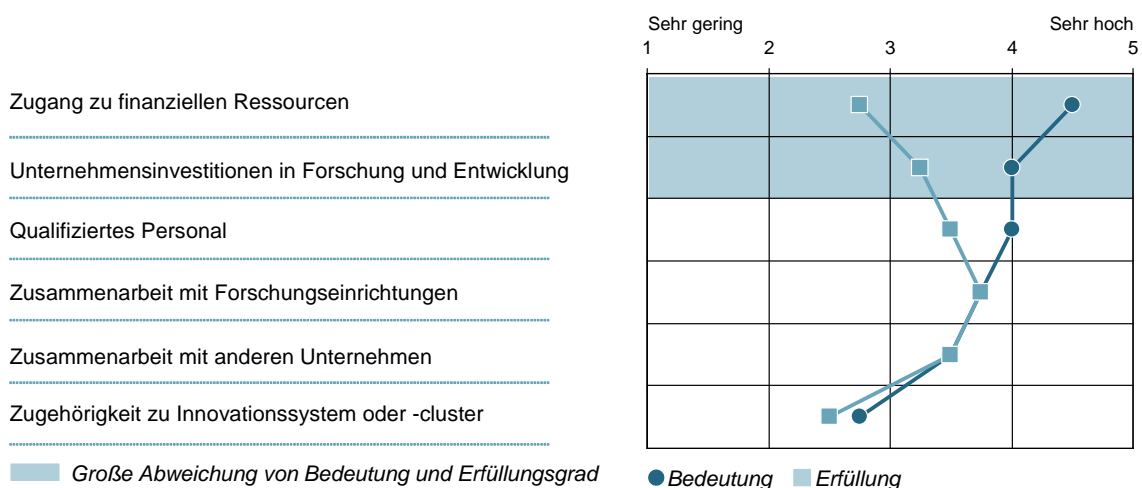 Sehr gering Sehr hoch
1 2 3 4 5
Zugang zu finanziellen Ressourcen
Unternehmensinvestitionen in Forschung und Entwicklung
Qualifiziertes Personal
Zusammenarbeit mit Forschungseinrichtungen
Zusammenarbeit mit anderen Unternehmen
Zugehörigkeit zu Innovationssystem oder -cluster
Große Abweichung von Bedeutung und Erfüllungsgrad Bedeutung Erfüllung